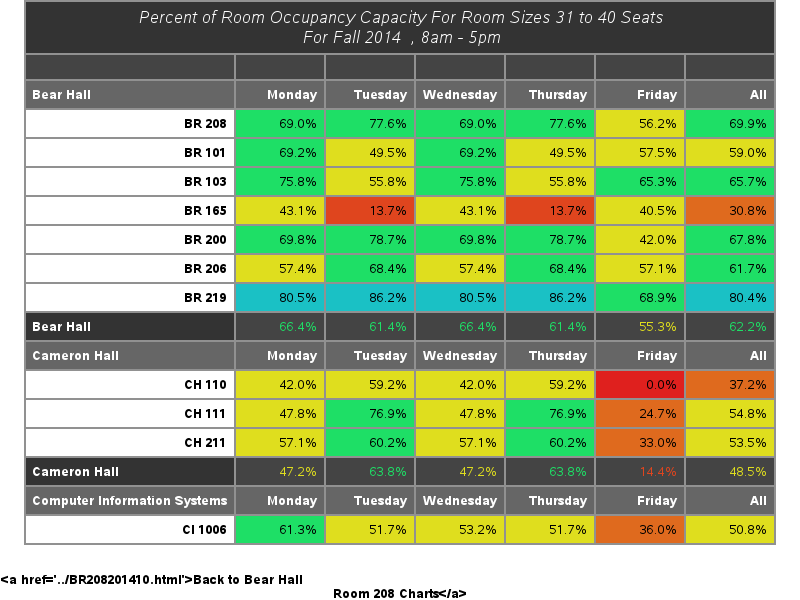 Percent of Room Occupancy Capacity For Room Sizes 31 to 40 Seats
For Fall 2014 , 8am - 5pm
Bear Hall Monday Tuesday Wednesday Thursday Friday All
BR 208 69.0% 77.6% 69.0% 77.6% 56.2% 69.9%
BR 101 69.2% 49.5% 69.2% 49.5% 57.5% 59.0%
BR 103 75.8% 55.8% 75.8% 55.8% 65.3% 65.7%
BR 165 43.1% 13.7% 43.1% 13.7% 40.5% 30.8%
BR 200 69.8% 78.7% 69.8% 78.7% 42.0% 67.8%
BR 206 57.4% 68.4% 57.4% 68.4% 57.1% 61.7%
BR 219 80.5% 86.2% 80.5% 86.2% 68.9% 80.4%
Bear Hall 66.4% 61.4% 66.4% 61.4% 55.3% 62.2%
Cameron Hall Monday Tuesday Wednesday Thursday Friday All
CH 110 42.0% 59.2% 42.0% 59.2% 0.0% 37.2%
CH 111 47.8% 76.9% 47.8% 76.9% 24.7% 54.8%
CH 211 57.1% 60.2% 57.1% 60.2% 33.0% 53.5%
Cameron Hall 47.2% 63.8% 47.2% 63.8% 14.4% 48.5%
Computer Information Systems Monday Tuesday Wednesday Thursday Friday All
CI 1006 61.3% 51.7% 53.2% 51.7% 36.0% 50.8%
<a href='../BR208201410.html'>Back to Bear Hall
Room 208 Charts</a>